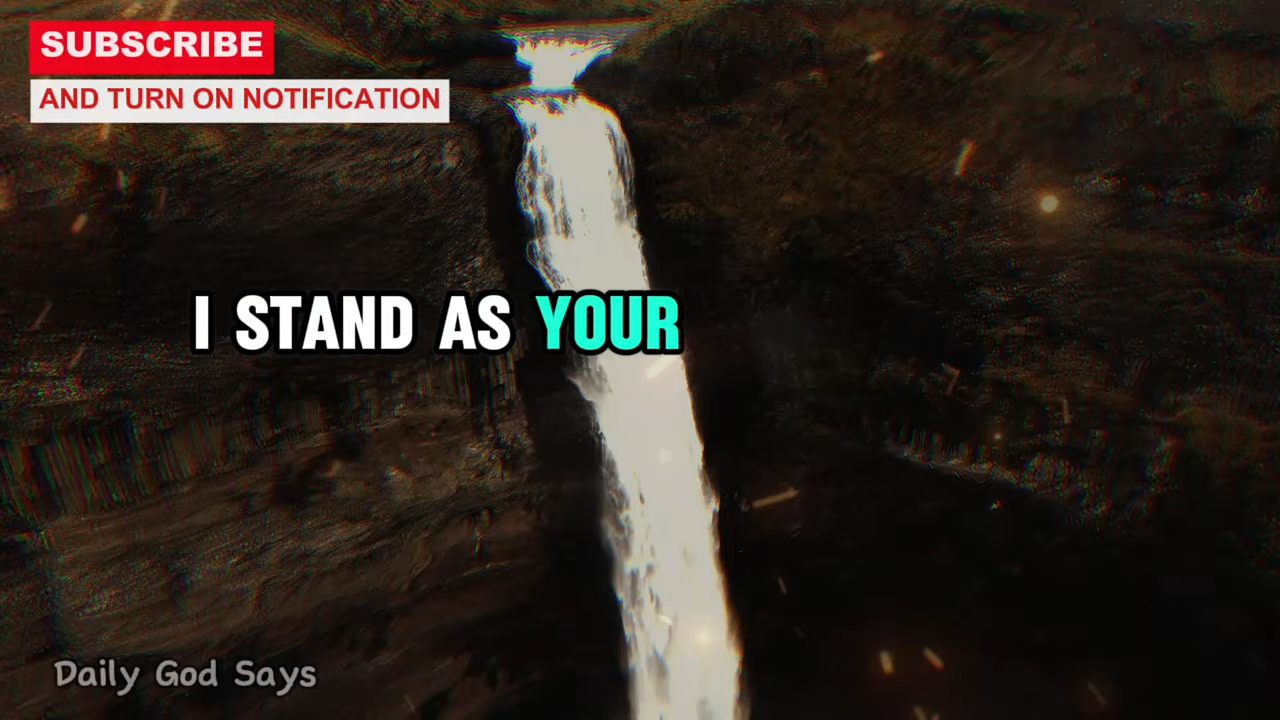 SUBSCRIBE
AND TURN ON NOTIFICATION
I STAND AS YOUR
Daily God Says